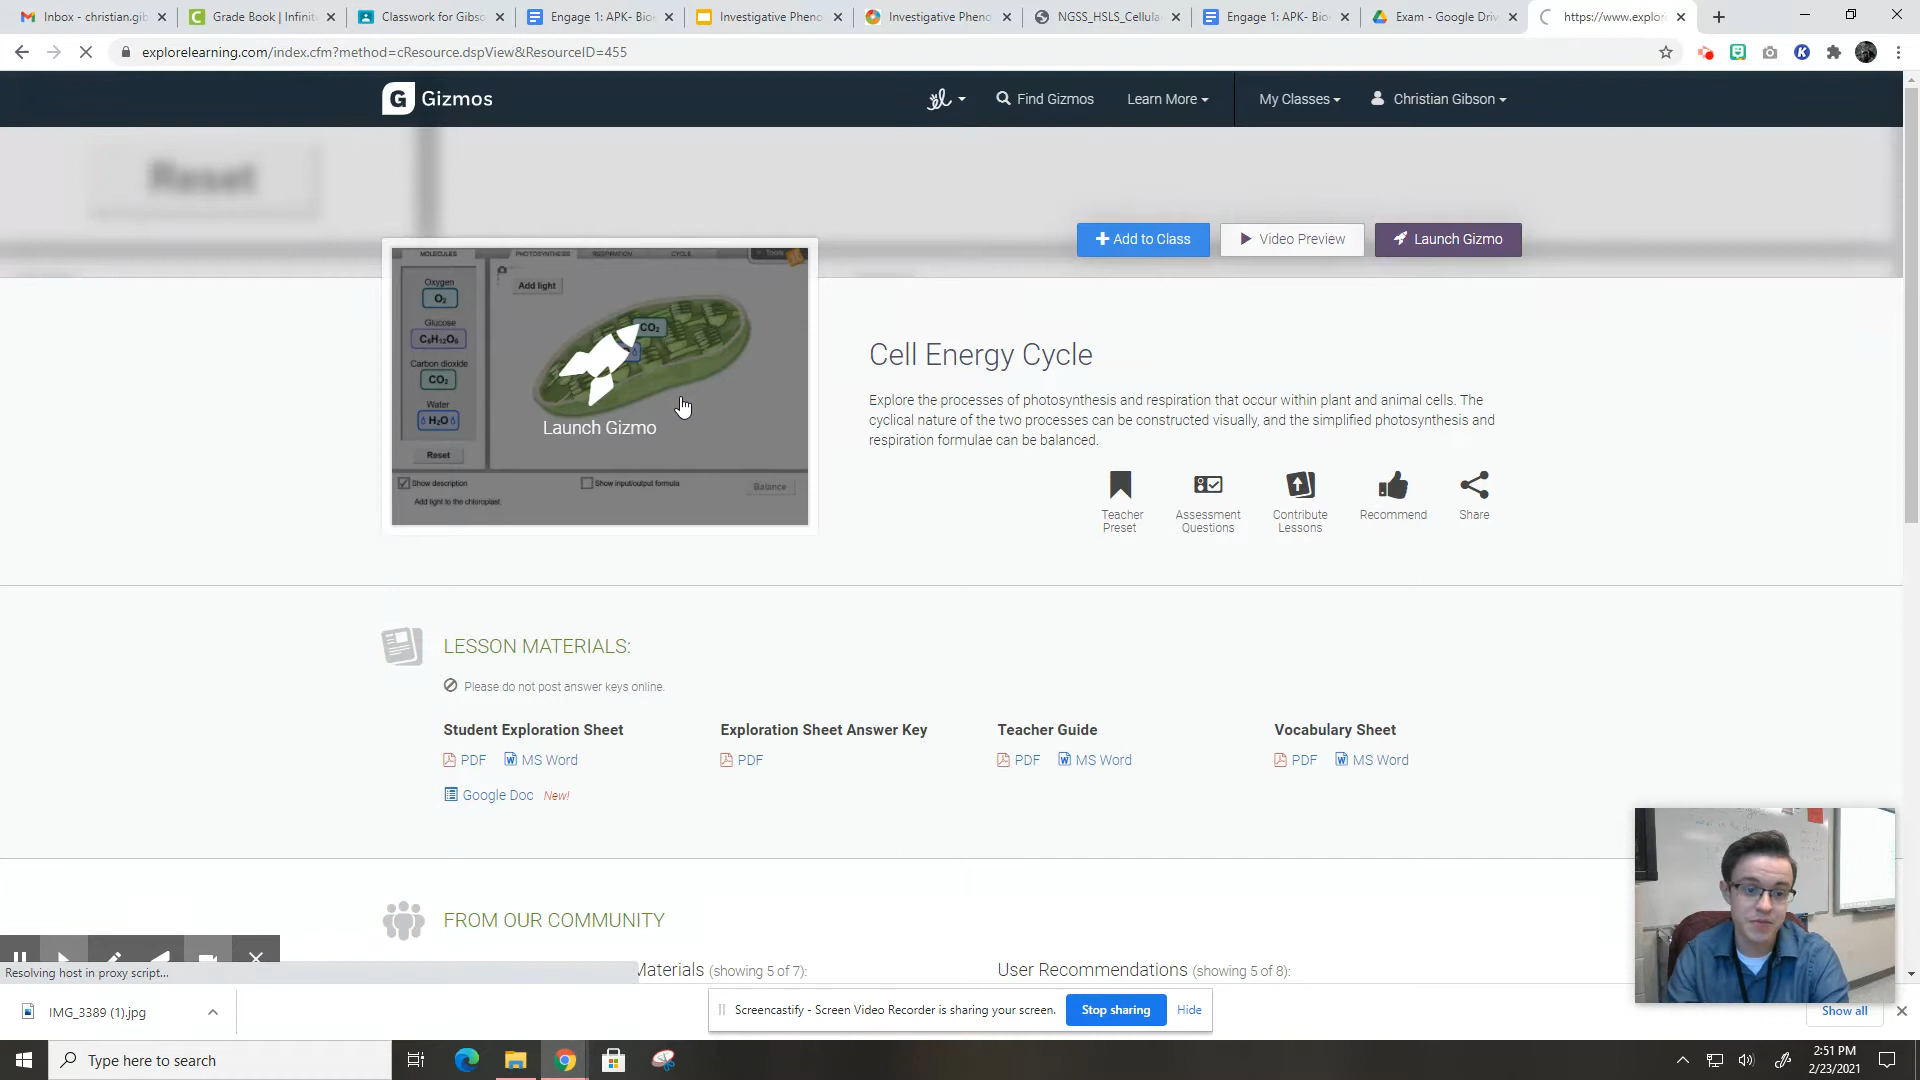 Inbox - christian.gib
Grade Book | Infinit
Classwork for Gibso
Engage 1: APK- Bio
Investigative Pheno
Investigative Pheno
NGSS_HSLS_Cellula
Engage 1: APK- Bio
Exam - Google Driv
https://www.explor
explorelearning.com/index.cfm?method=cResource.dspView&ResourceID=455
G Gizmos
Find Gizmos
Learn More
My Classes
Christian Gibson
Reset
Add to Class
Video Preview
Launch Gizmo
MOLECULES
PHOTOSYNTHESIS
RESPIRATION
CYCLE
Tools
Oxygen
O₂
Glucose
C₆H₁₂O₆
Carbon dioxide
CO₂
Water
H₂O
Reset
Add light
CO₂
Launch Gizmo
Show description
Show input/output formula
Balance
Add light to the chloroplast.
Cell Energy Cycle
Explore the processes of photosynthesis and respiration that occur within plant and animal cells. The
cyclical nature of the two processes can be constructed visually, and the simplified photosynthesis and
respiration formulae can be balanced.
Teacher
Preset
Assessment
Questions
Contribute
Lessons
Recommend
Share
LESSON MATERIALS:
Please do not post answer keys online.
Student Exploration Sheet
PDF
MS Word
Google Doc New!
Exploration Sheet Answer Key
PDF
Teacher Guide
PDF
MS Word
Vocabulary Sheet
PDF
MS Word
FROM OUR COMMUNITY
Materials (showing 5 of 7):
User Recommendations (showing 5 of 8):
Resolving host in proxy script...
IMG_3389 (1).jpg
Screencastify - Screen Video Recorder is sharing your screen.
Stop sharing
Hide
Show all
Type here to search
2:51 PM
2/23/2021